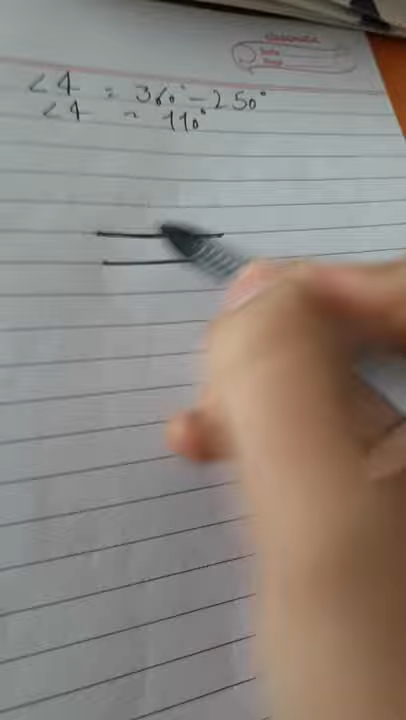 ∠4 = 360° - 250°
∠4 = 110°